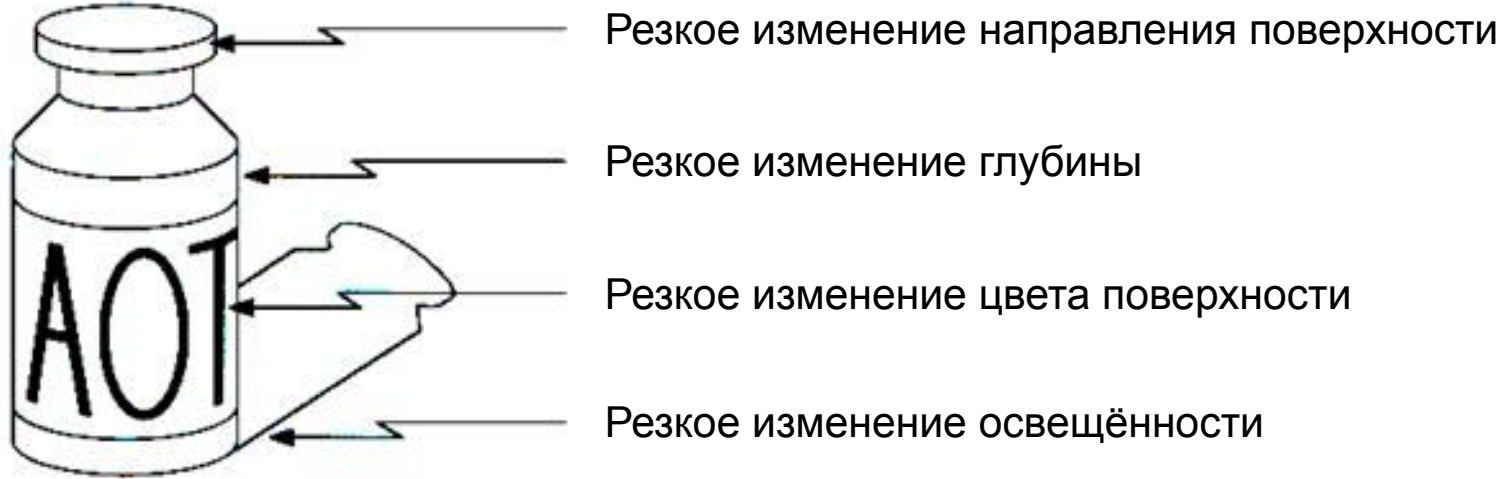 Резкое изменение направления поверхности
Резкое изменение глубины
АОТ
Резкое изменение цвета поверхности
Резкое изменение освещённости